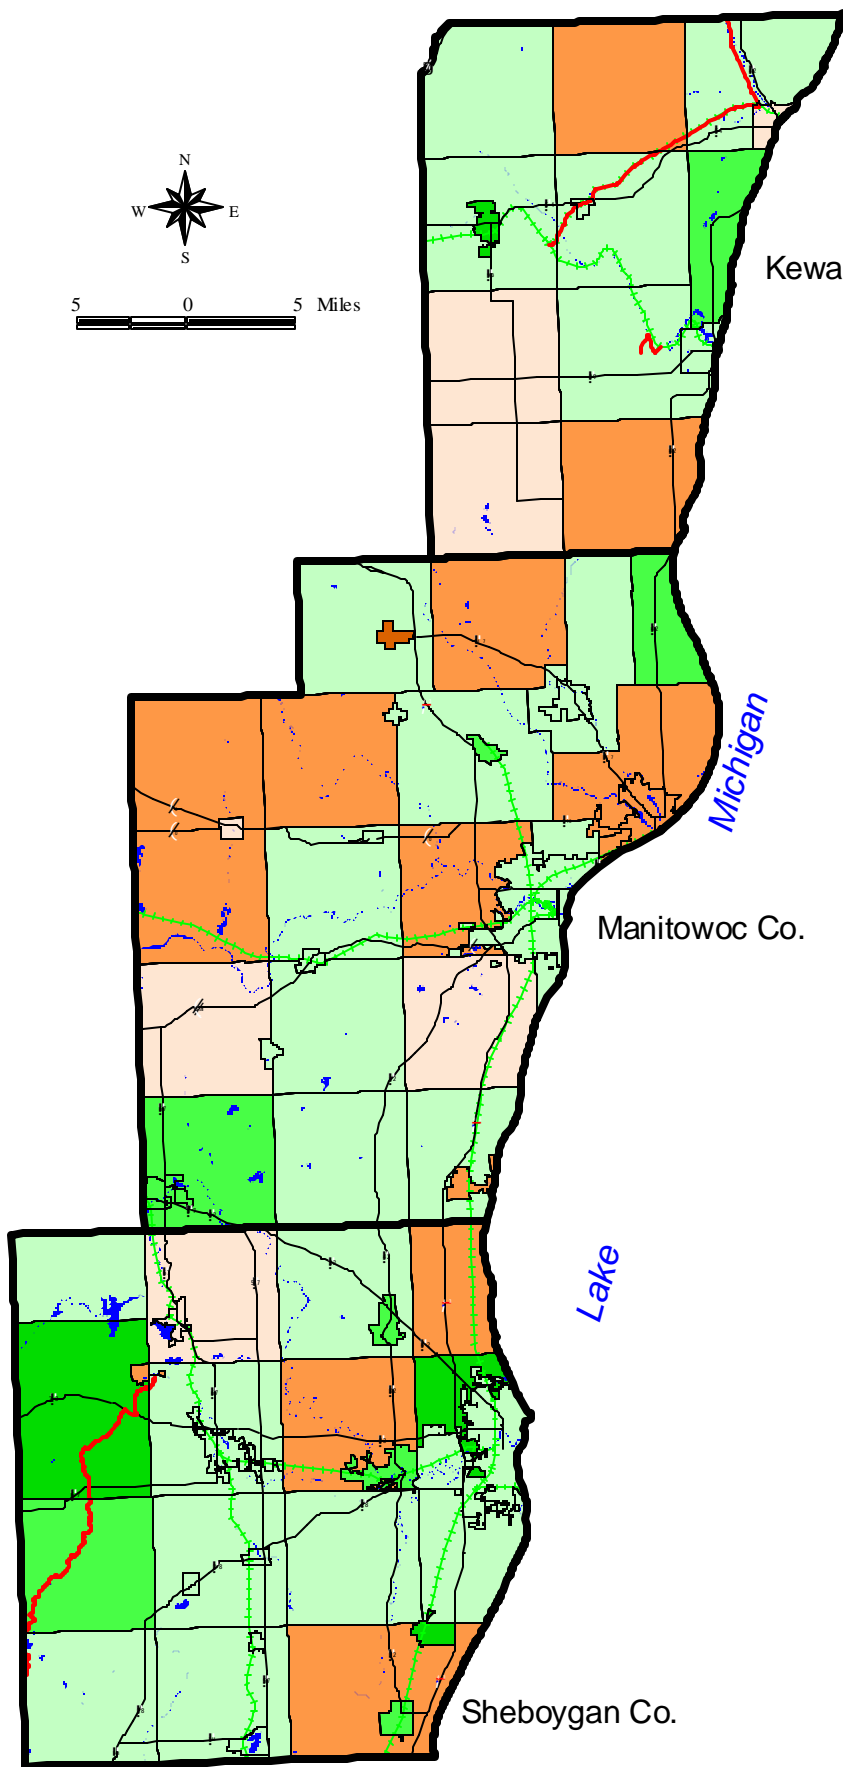 N
W E
S
5 0 5 Miles
Kewa
Michigan
Manitowoc Co.
Lake
Sheboygan Co.